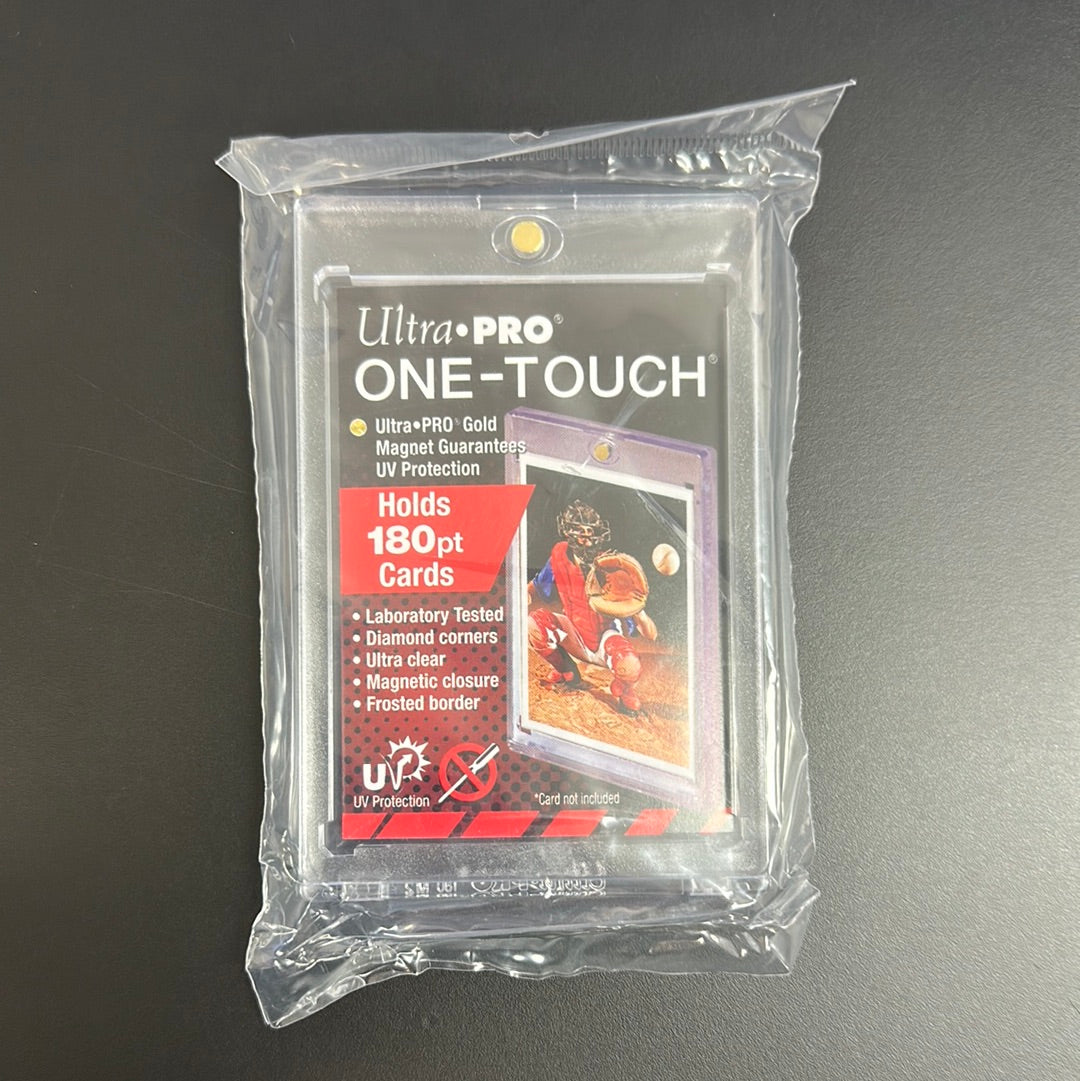 Ultra•PRO®
ONE-TOUCH®
Ultra•PRO® Gold
Magnet Guarantees
UV Protection
Holds
180pt
Cards
• Laboratory Tested
• Diamond corners
• Ultra clear
• Magnetic closure
• Frosted border
UV
UV Protection
*Card not included